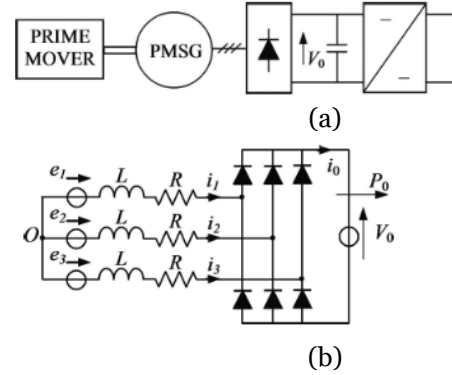 PRIME
MOVER
PMSG
V₀
(a)
e₁ L R i₁ i₀
P₀
e₂ L R i₂
O
V₀
e₃ L R i₃
(b)